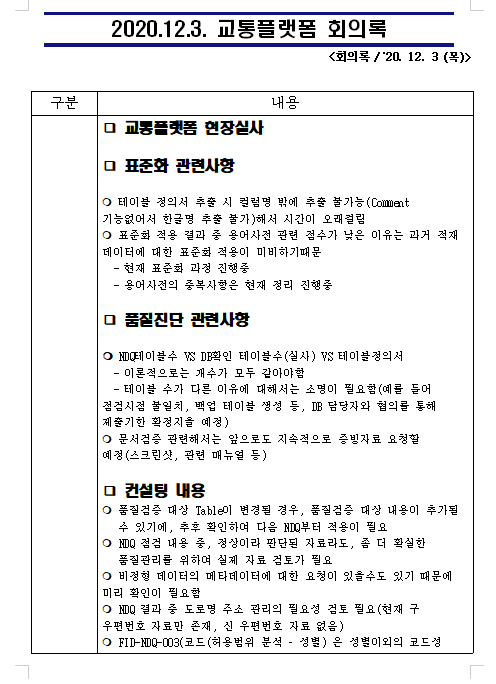 2020.12.3. 교통플랫폼 회의록
<회의록 /'20. 12. 3 (목)>
구분 내용
□ 교통플랫폼 현장실사
□ 표준화 관련사항
❍ 테이블 정의서 추출 시 컬럼명 밖에 추출 불가능(Comment
기능없어서 한글명 추출 불가)해서 시간이 오래걸림
❍ 표준화 적용 결과 중 용어사전 관련 점수가 낮은 이유는 과거 적재
데이터에 대한 표준화 적용이 미비하기때문
- 현재 표준화 과정 진행중
- 용어사전의 중복사항은 현재 정리 진행중
□ 품질진단 관련사항
❍ NDQ테이블수 VS DB확인 테이블수(실사) VS 테이블정의서
- 이론적으로는 개수가 모두 같아야함
- 테이블 수가 다른 이유에 대해서는 소명이 필요함(예를 들어
점검시점 불일치, 백업 테이블 생성 등, DB 담당자와 협의를 통해
제출기한 확정지을 예정)
❍ 문서검증 관련해서는 앞으로도 지속적으로 증빙자료 요청할
예정(스크린샷, 관련 매뉴얼 등)
□ 컨설팅 내용
❍ 품질검증 대상 Table이 변경될 경우, 품질검증 대상 내용이 추가될
수 있기에, 추후 확인하여 다음 NDQ부터 적용이 필요
❍ NDQ 점검 내용 중, 정상이라 판단된 자료라도, 좀 더 확실한
품질관리를 위하여 실제 자료 검토가 필요
❍ 비정형 데이터의 메타데이터에 대한 요청이 있을수도 있기 때문에
미리 확인이 필요함
❍ NDQ 결과 중 도로명 주소 관리의 필요성 검토 필요(현재 구
우편번호 자료만 존재, 신 우편번호 자료 없음)
❍ FID-NDQ-003(코드(허용범위 분석 - 성별) 은 성별이외의 코드성